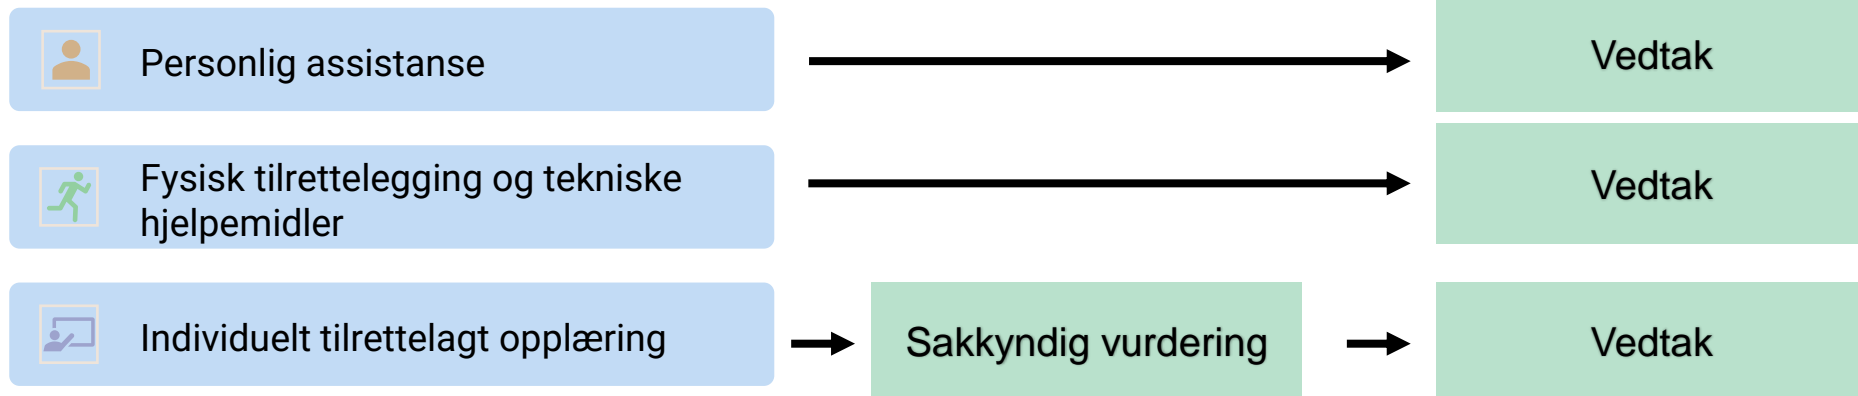 Personlig assistanse
Vedtak
Fysisk tilrettelegging og tekniske
hjelpemidler
Vedtak
Individuelt tilrettelagt opplæring
Sakkyndig vurdering
Vedtak